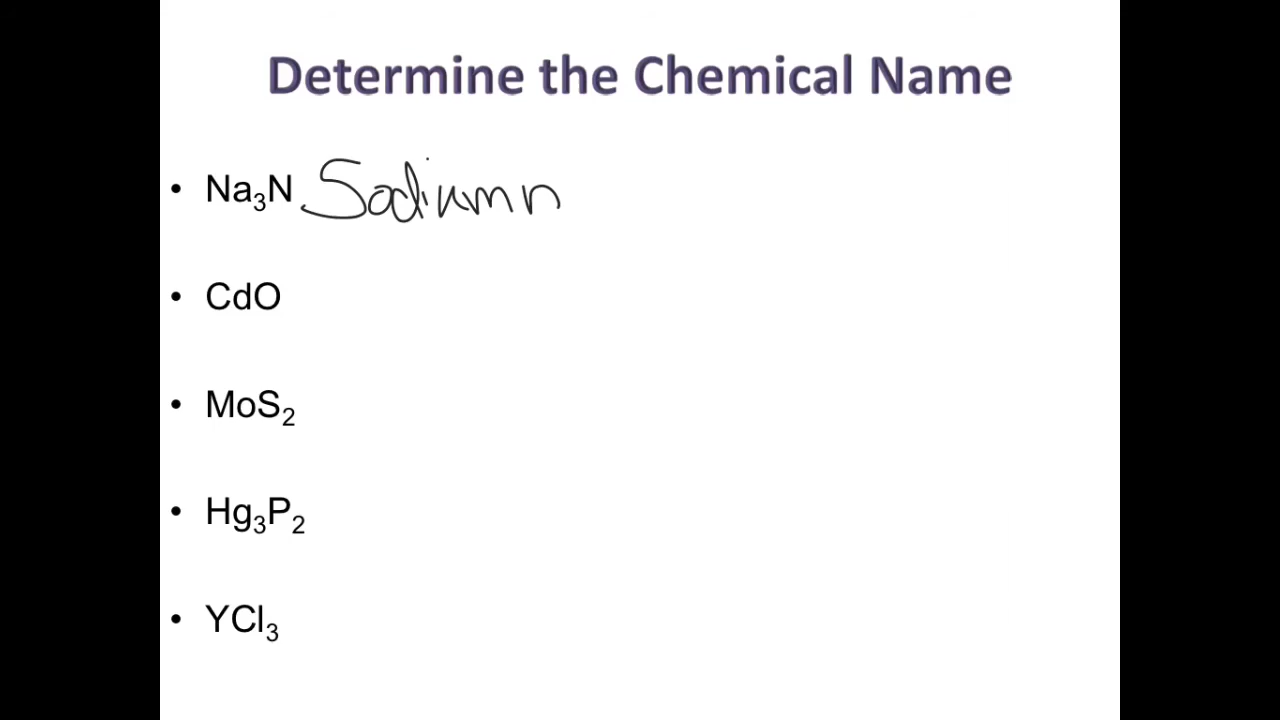 Determine the Chemical Name
• Na₃N Sodium n
• CdO
• MoS₂
• Hg₃P₂
• YCl₃